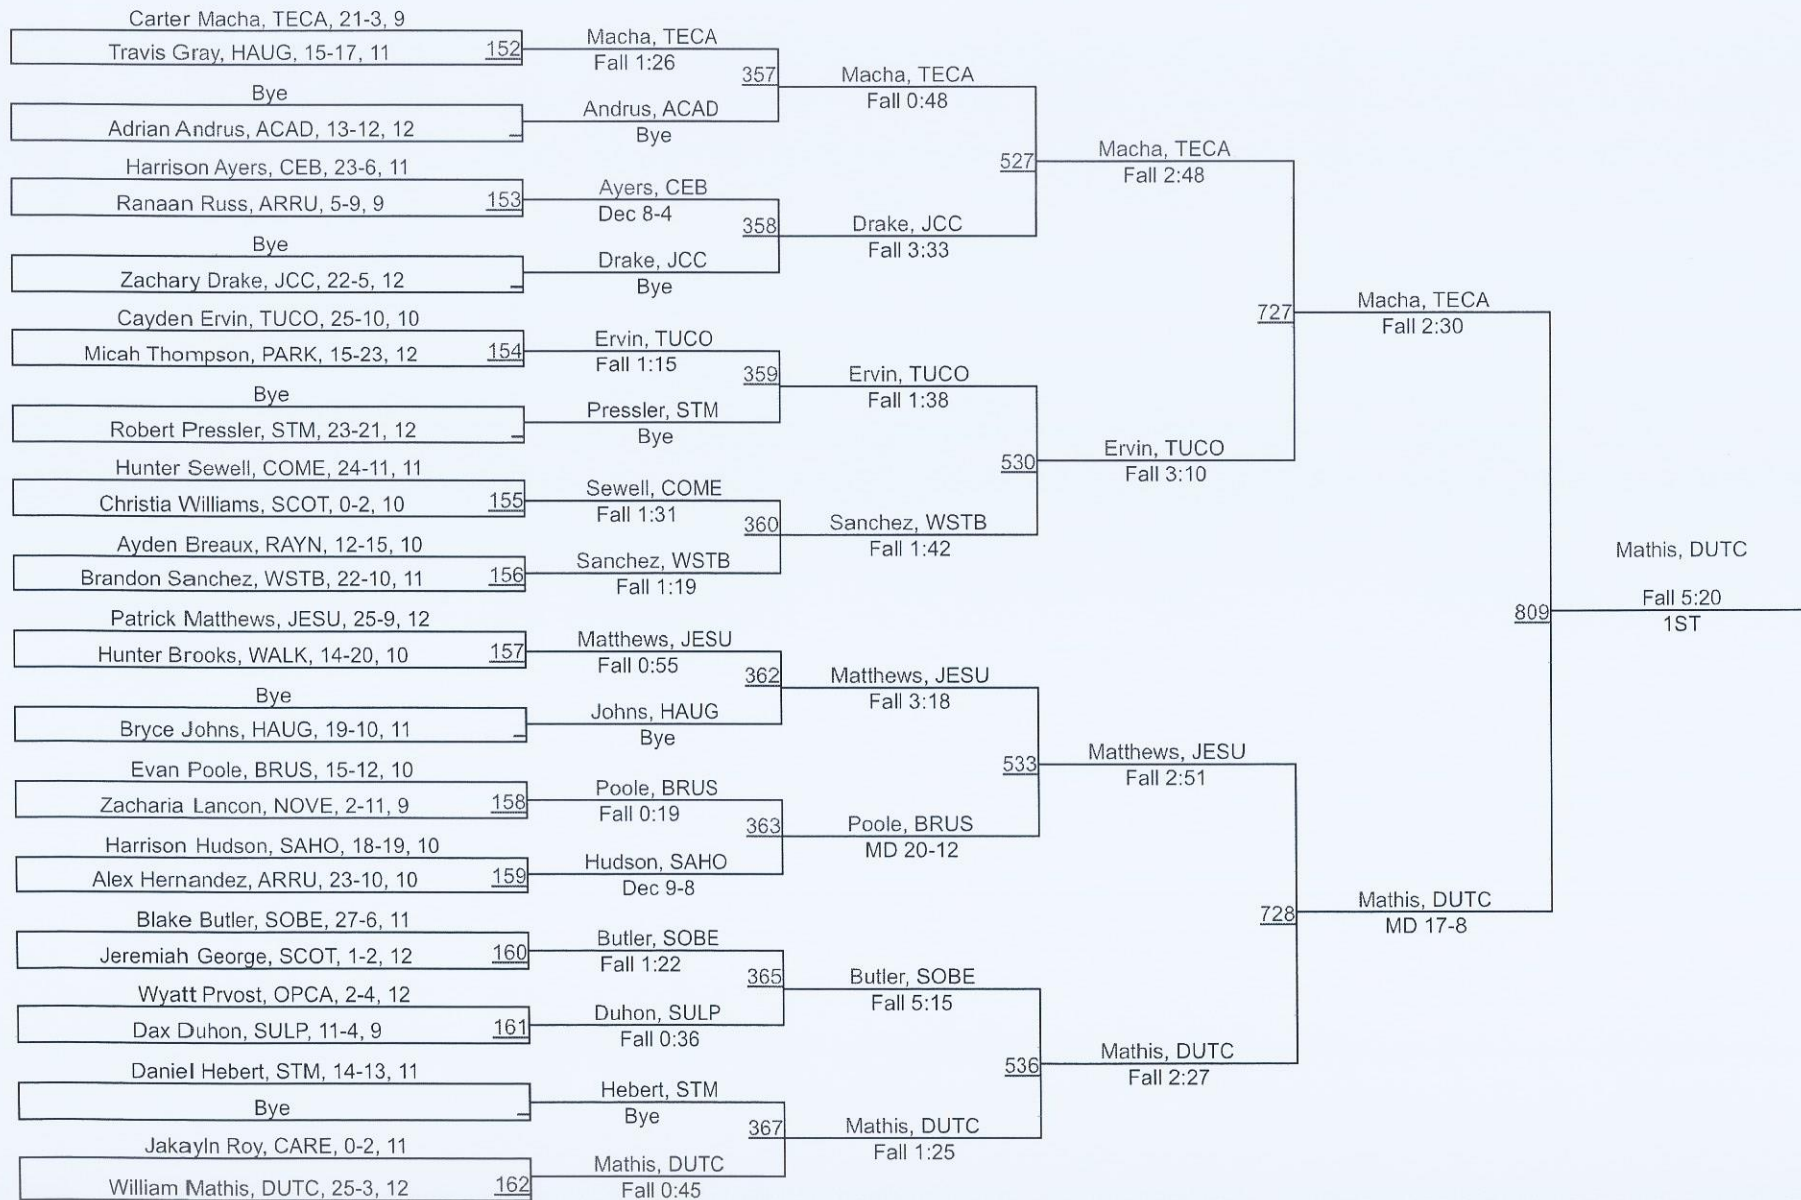 Carter Macha, TECA, 21-3, 9
Travis Gray, HAUG, 15-17, 11
152
Bye
Adrian Andrus, ACAD, 13-12, 12
Harrison Ayers, CEB, 23-6, 11
Ranaan Russ, ARRU, 5-9, 9
153
Bye
Zachary Drake, JCC, 22-5, 12
Cayden Ervin, TUCO, 25-10, 10
Micah Thompson, PARK, 15-23, 12
154
Bye
Robert Pressler, STM, 23-21, 12
Hunter Sewell, COME, 24-11, 11
Christia Williams, SCOT, 0-2, 10
155
Ayden Breaux, RAYN, 12-15, 10
Brandon Sanchez, WSTB, 22-10, 11
156
Patrick Matthews, JESU, 25-9, 12
Hunter Brooks, WALK, 14-20, 10
157
Bye
Bryce Johns, HAUG, 19-10, 11
Evan Poole, BRUS, 15-12, 10
Zacharia Lancon, NOVE, 2-11, 9
158
Harrison Hudson, SAHO, 18-19, 10
Alex Hernandez, ARRU, 23-10, 10
159
Blake Butler, SOBE, 27-6, 11
Jeremiah George, SCOT, 1-2, 12
160
Wyatt Prvost, OPCA, 2-4, 12
Dax Duhon, SULP, 11-4, 9
161
Daniel Hebert, STM, 14-13, 11
Bye
Jakayln Roy, CARE, 0-2, 11
William Mathis, DUTC, 25-3, 12
162
Macha, TECA
Fall 1:26
357
Andrus, ACAD
Bye
Ayers, CEB
Dec 8-4
358
Drake, JCC
Bye
Ervin, TUCO
Fall 1:15
359
Pressler, STM
Bye
Sewell, COME
Fall 1:31
360
Sanchez, WSTB
Fall 1:19
Matthews, JESU
Fall 0:55
362
Johns, HAUG
Bye
Poole, BRUS
Fall 0:19
363
Hudson, SAHO
Dec 9-8
Butler, SOBE
Fall 1:22
365
Duhon, SULP
Fall 0:36
Hebert, STM
Bye
367
Mathis, DUTC
Fall 0:45
Macha, TECA
Fall 0:48
527
Drake, JCC
Fall 3:33
Ervin, TUCO
Fall 1:38
530
Sanchez, WSTB
Fall 1:42
Matthews, JESU
Fall 3:18
533
Poole, BRUS
MD 20-12
Butler, SOBE
Fall 5:15
536
Mathis, DUTC
Fall 1:25
Macha, TECA
Fall 2:48
727
Ervin, TUCO
Fall 3:10
Matthews, JESU
Fall 2:51
728
Mathis, DUTC
Fall 2:27
Macha, TECA
Fall 2:30
809
Mathis, DUTC
MD 17-8
Mathis, DUTC
Fall 5:20
1ST